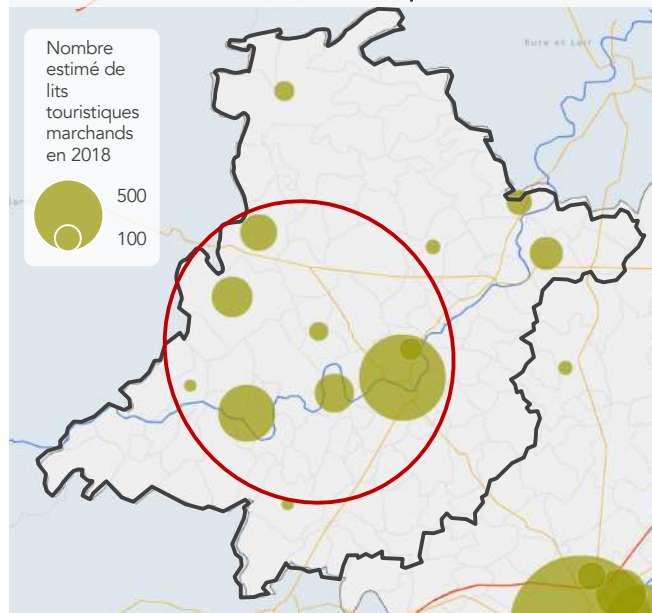 Nombre
estimé de
lits
touristiques
marchands
en 2018
500
100
Eure et Loir